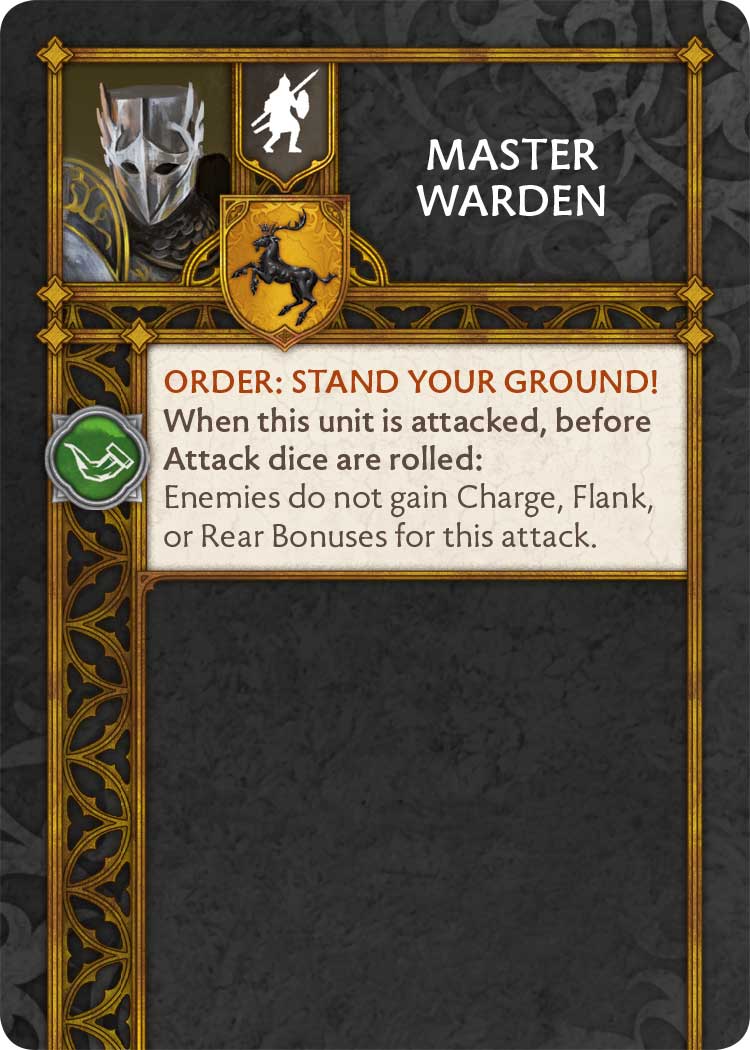 MASTER
WARDEN
ORDER: STAND YOUR GROUND!
When this unit is attacked, before
Attack dice are rolled:
Enemies do not gain Charge, Flank,
or Rear Bonuses for this attack.